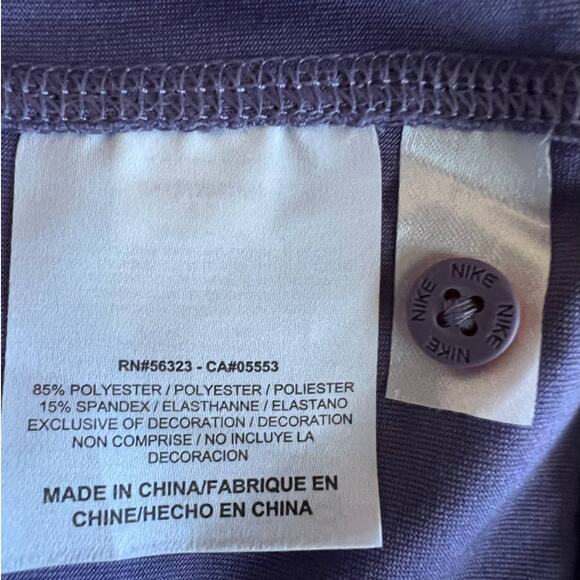 RN#56323 - CA#05553
85% POLYESTER / POLYESTER / POLIESTER
15% SPANDEX / ELASTHANNE / ELASTANO
EXCLUSIVE OF DECORATION / DECORATION
NON COMPRISE / NO INCLUYE LA
DECORACION
MADE IN CHINA/FABRIQUE EN
CHINE/HECHO EN CHINA
NIKE
NIKE
NIKE
NIKE